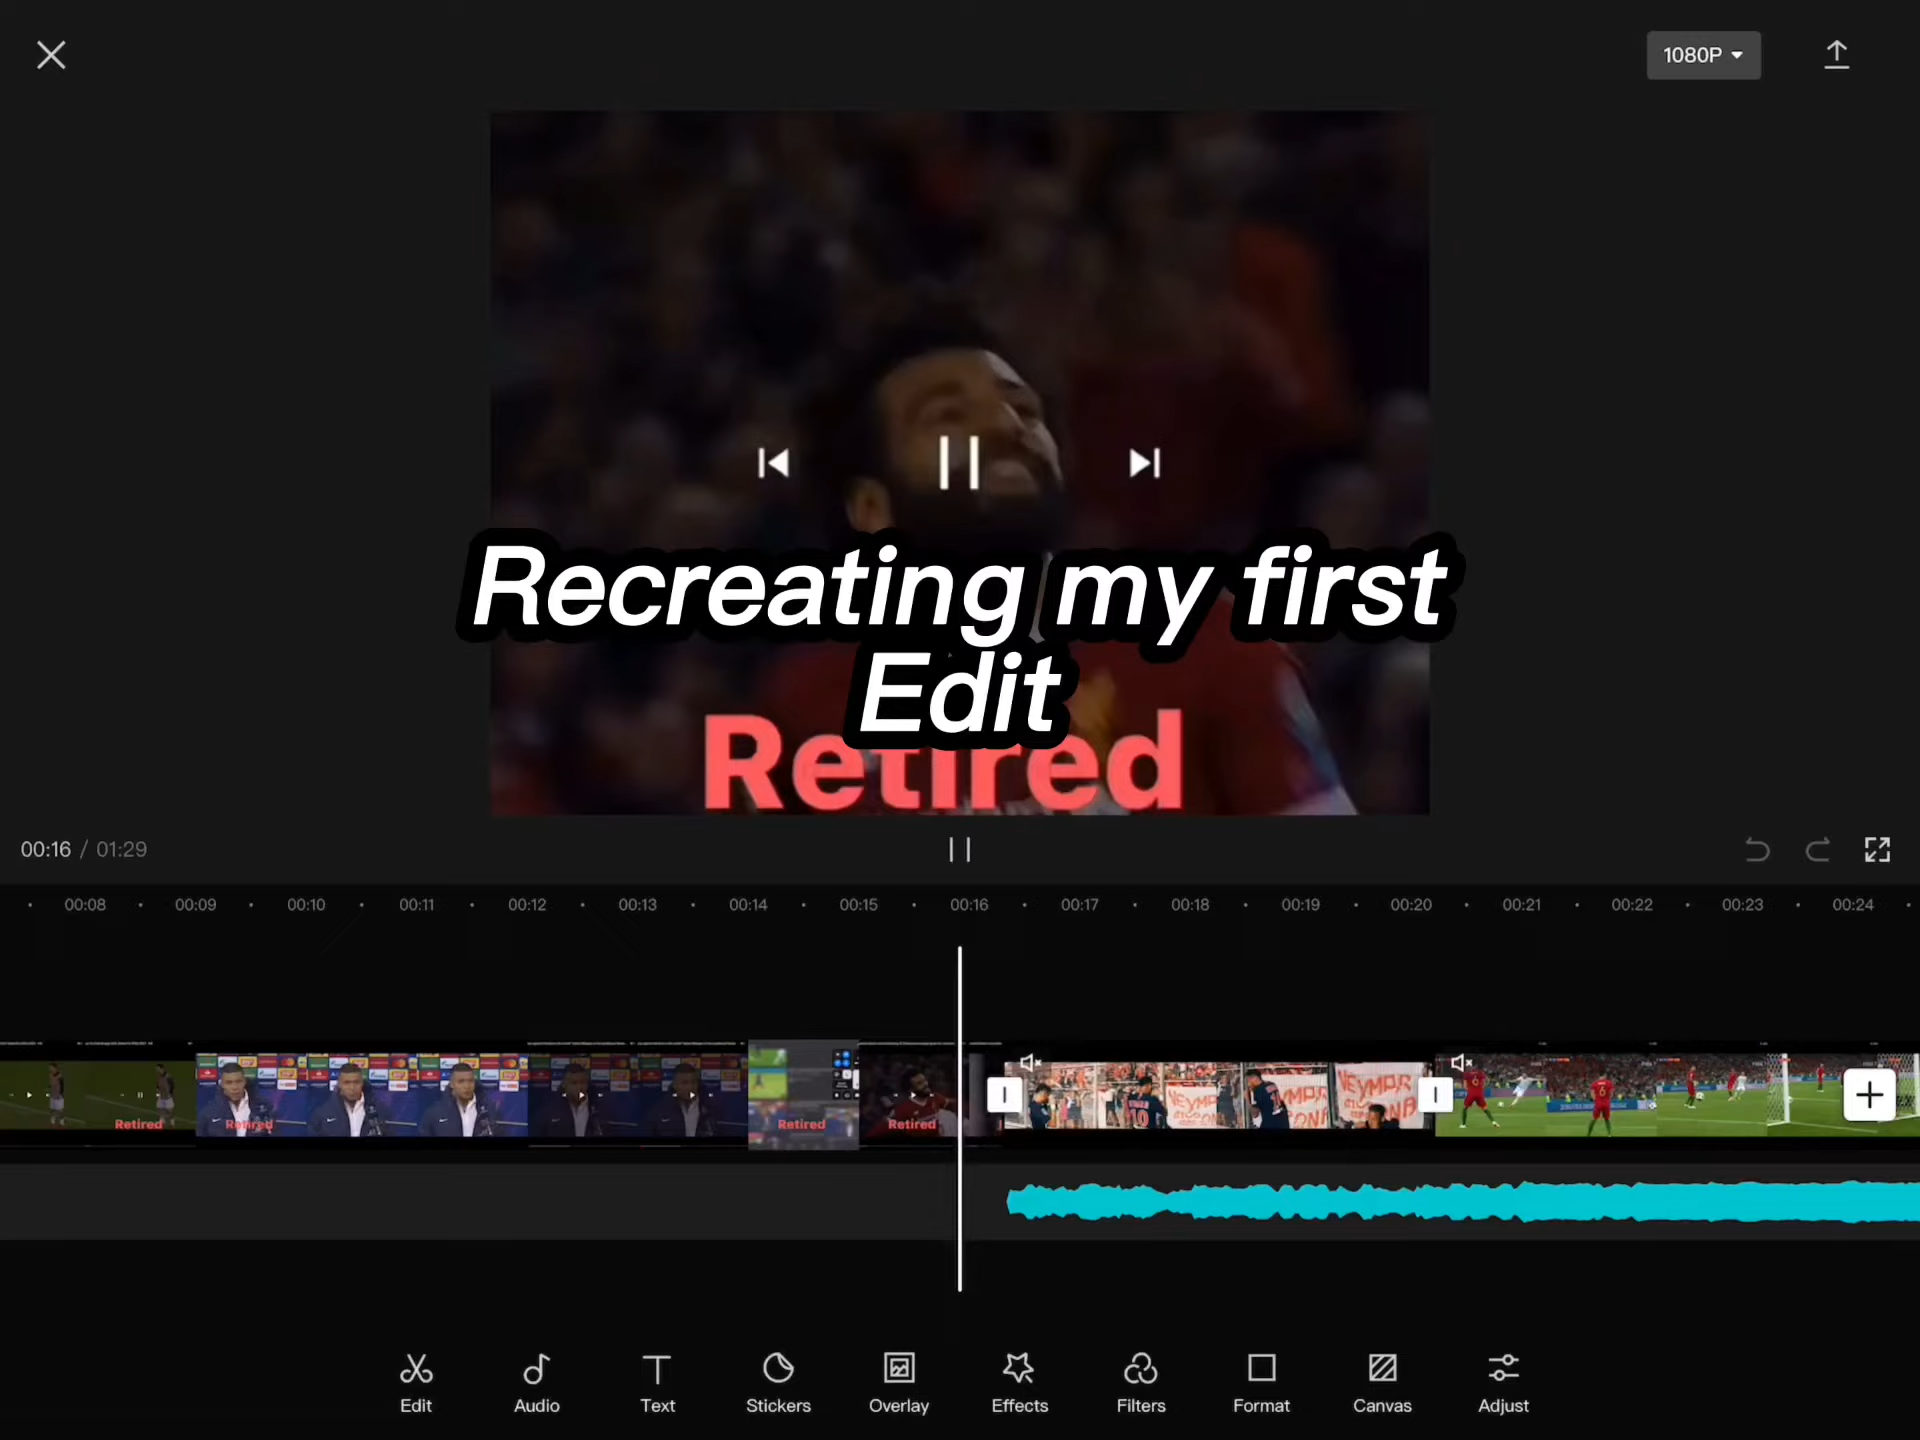 1080P
Recreating my first
Edit
Retired
00:16 / 01:29
00:08 00:09 00:10 00:11 00:12 00:13 00:14 00:15 00:16 00:17 00:18 00:19 00:20 00:21 00:22 00:23 00:24
Retired Retired Retired Retired
NEYMAR
Edit Audio Text Stickers Overlay Effects Filters Format Canvas Adjust